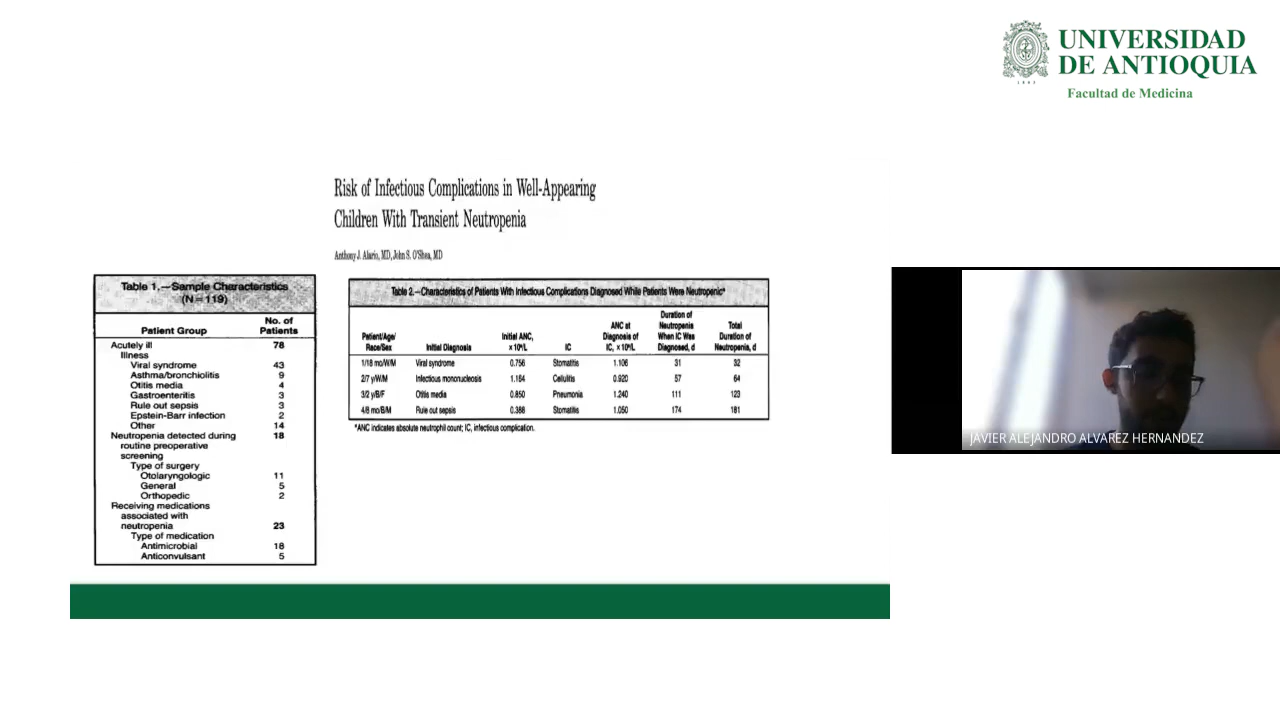 UNIVERSIDAD
DE ANTIOQUIA
1803
Facultad de Medicina
Risk of Infectious Complications in Well-Appearing
Children With Transient Neutropenia
Anthony J. Alario, MD, John S. O'Shea, MD
Table 1.—Sample Characteristics
(N=119)
Patient Group No. of Patients
Acutely ill 78
Illness
Viral syndrome 43
Asthma/bronchiolitis 9
Otitis media 4
Gastroenteritis 3
Rule out sepsis 3
Epstein-Barr infection 2
Other 14
Neutropenia detected during
routine preoperative
screening 18
Type of surgery
Otolaryngologic 11
General 5
Orthopedic 2
Receiving medications
associated with
neutropenia 23
Type of medication
Antimicrobial 18
Anticonvulsant 5
Table 2.—Characteristics of Patients With Infectious Complications Diagnosed While Patients Were Neutropenic*
Patient/Age/Race/Sex Initial Diagnosis Initial ANC, ×10⁹/L IC ANC at Diagnosis of IC, ×10⁹/L Duration of Neutropenia When IC Was Diagnosed, d Total Duration of Neutropenia, d
1/18 mo/W/M Viral syndrome 0.756 Stomatitis 1.106 31 32
2/7 y/W/M Infectious mononucleosis 1.164 Cellulitis 0.920 57 64
3/2 y/B/F Otitis media 0.850 Pneumonia 1.240 111 123
4/8 mo/B/M Rule out sepsis 0.386 Stomatitis 1.050 174 181
*ANC indicates absolute neutrophil count; IC, infectious complication.
JAVIER ALEJANDRO ALVAREZ HERNANDEZ